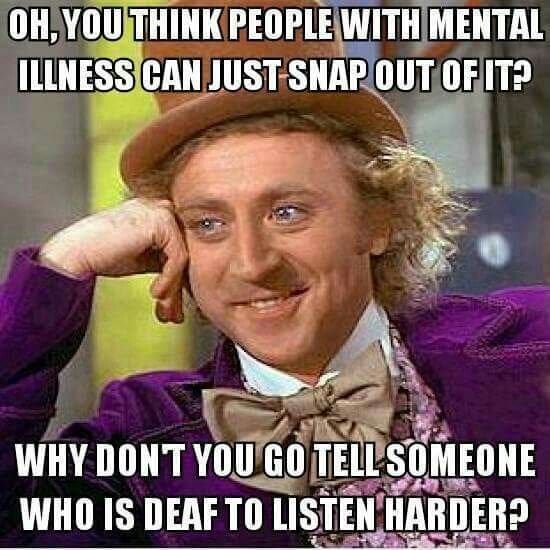 OH, YOU THINK PEOPLE WITH MENTAL
ILLNESS CAN JUST SNAP OUT OF IT?
WHY DON'T YOU GO TELL SOMEONE
WHO IS DEAF TO LISTEN HARDER?